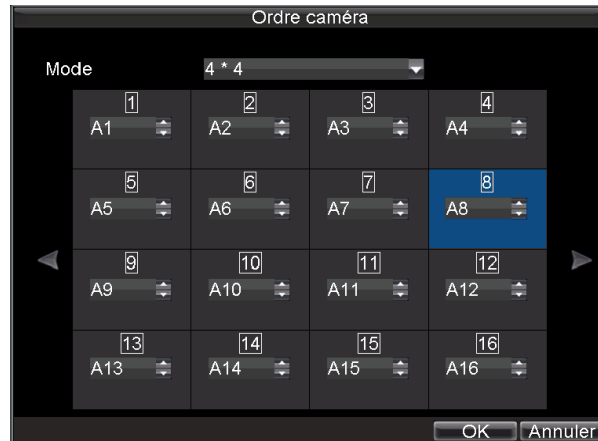 Ordre caméra
Mode 4 * 4
1 2 3 4
A1 A2 A3 A4
5 6 7 8
A5 A6 A7 A8
9 10 11 12
A9 A10 A11 A12
13 14 15 16
A13 A14 A15 A16
OK Annuler